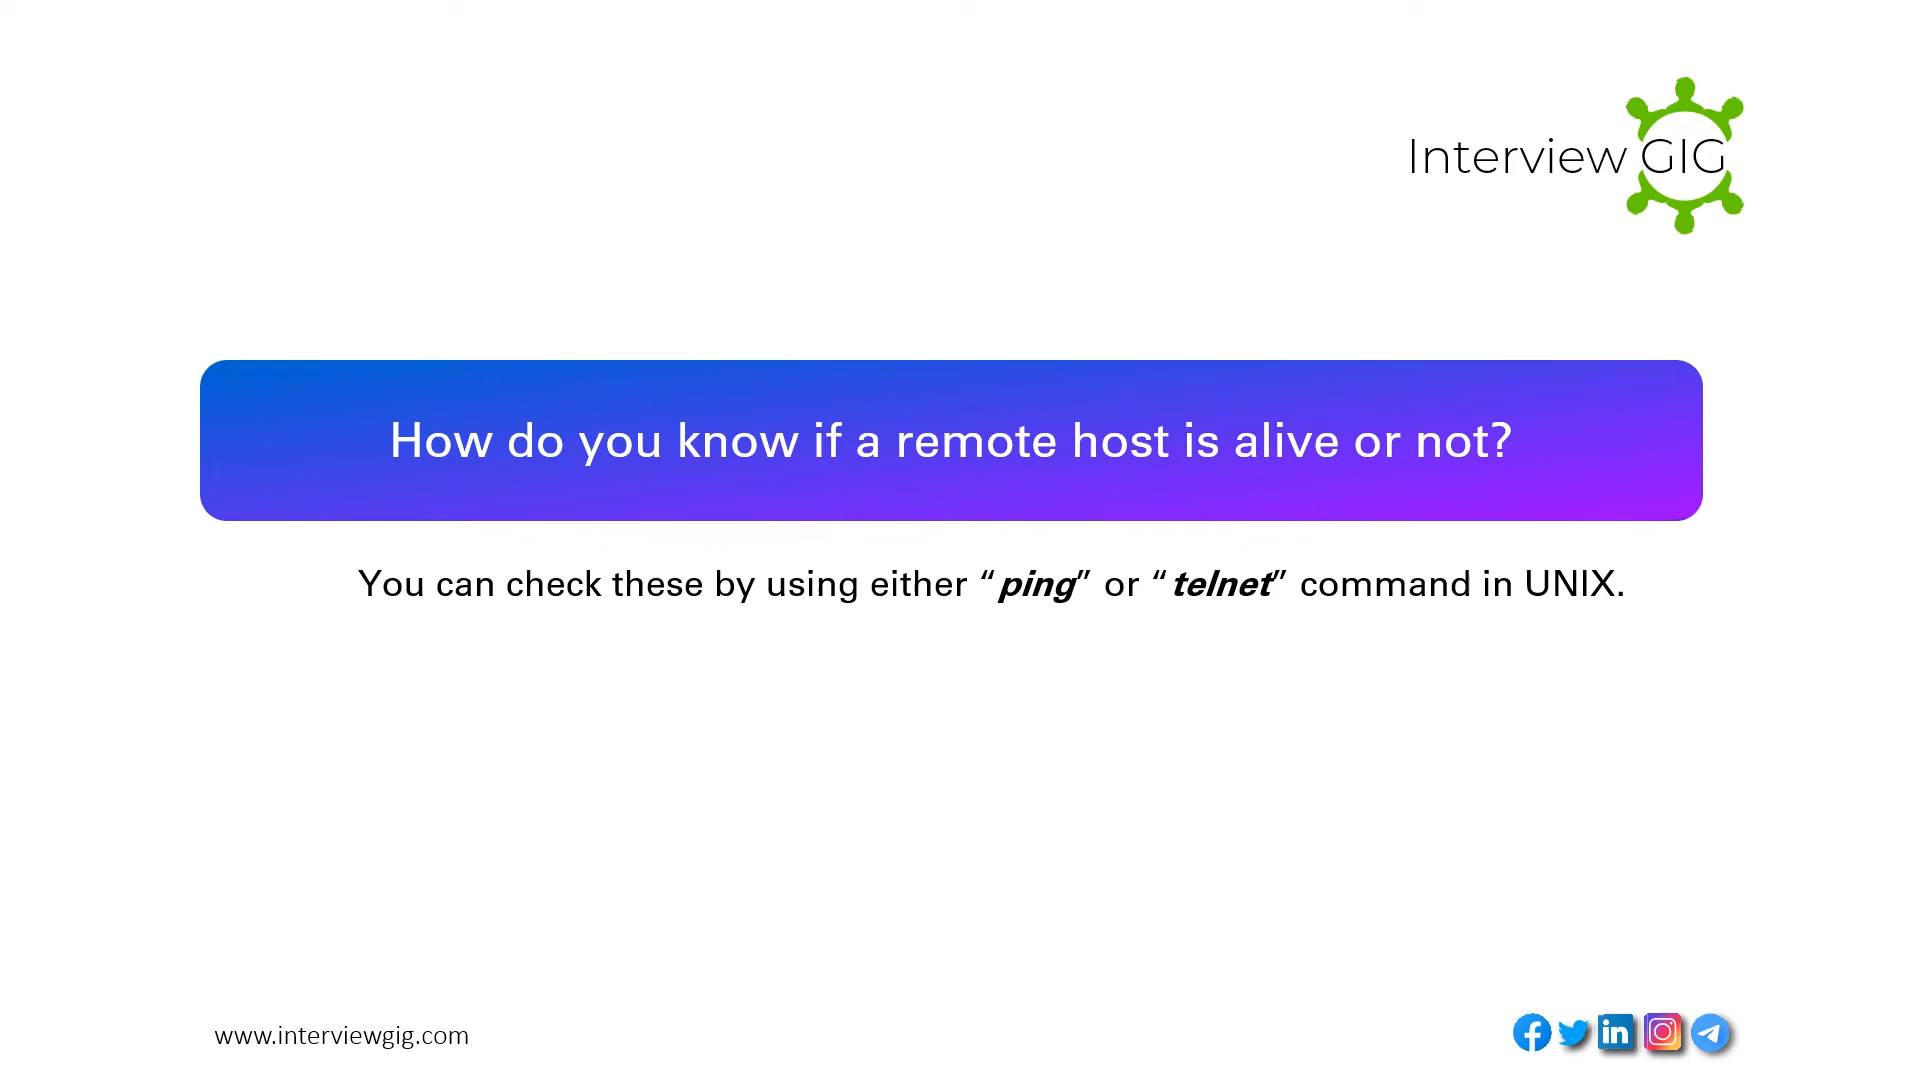 Interview GIG
How do you know if a remote host is alive or not?
You can check these by using either “ping” or “telnet” command in UNIX.
www.interviewgig.com